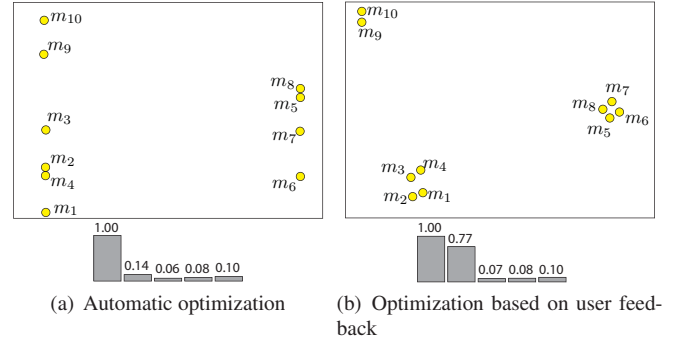 m10
m9
m3
m2
m4
m1
m8
m5
m7
m6
1.00
0.14 0.06 0.08 0.10
(a) Automatic optimization
m10
m9
m7
m8
m6
m5
m3 m4
m2 m1
1.00
0.77
0.07 0.08 0.10
(b) Optimization based on user feed-
back